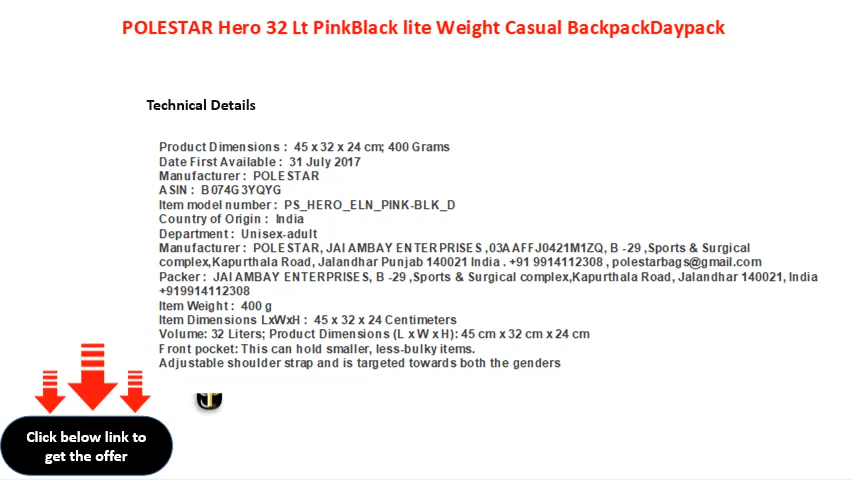 POLESTAR Hero 32 Lt PinkBlack lite Weight Casual BackpackDaypack
Technical Details
Product Dimensions : 45 x 32 x 24 cm; 400 Grams
Date First Available : 31 July 2017
Manufacturer : POLESTAR
ASIN : B074G3YQYG
Item model number : PS_HERO_ELN_PINK-BLK_D
Country of Origin : India
Department : Unisex-adult
Manufacturer : POLESTAR, JAI AMBAY ENTERPRISES ,03AAFFJ0421M1ZQ, B -29 ,Sports & Surgical
complex,Kapurthala Road, Jalandhar Punjab 140021 India . +91 9914112308 , polestarbags@gmail.com
Packer : JAI AMBAY ENTERPRISES, B -29 ,Sports & Surgical complex,Kapurthala Road, Jalandhar 140021, India
+919914112308
Item Weight : 400 g
Item Dimensions LxWxH : 45 x 32 x 24 Centimeters
Volume: 32 Liters; Product Dimensions (L x W x H): 45 cm x 32 cm x 24 cm
Front pocket: This can hold smaller, less-bulky items.
Adjustable shoulder strap and is targeted towards both the genders
Click below link to
get the offer